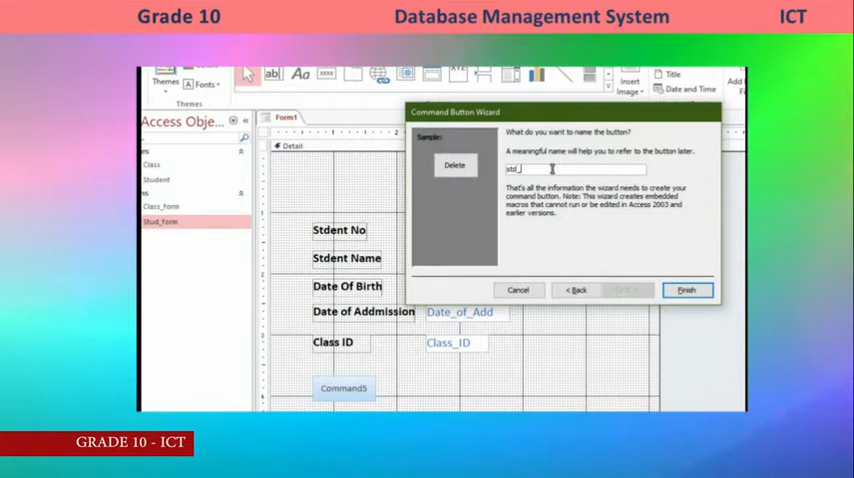 Grade 10
Database Management System
ICT
Themes
Fonts
Themes
ab|
Aa
xxxx
Insert
Image
Title
Date and Time
Add
Access Obje...
Form1
Detail
Class
Student
Class_form
Stud_form
Command Button Wizard
Sample:
Delete
What do you want to name the button?
A meaningful name will help you to refer to the button later.
std_
That's all the information the wizard needs to create your
command button. Note: This wizard creates embedded
macros that cannot run or be edited in Access 2003 and
earlier versions.
Cancel
< Back
Finish
Stdent No
Stdent Name
Date Of Birth
Date of Addmission
Date_of_Add
Class ID
Class_ID
Command5
GRADE 10 - ICT